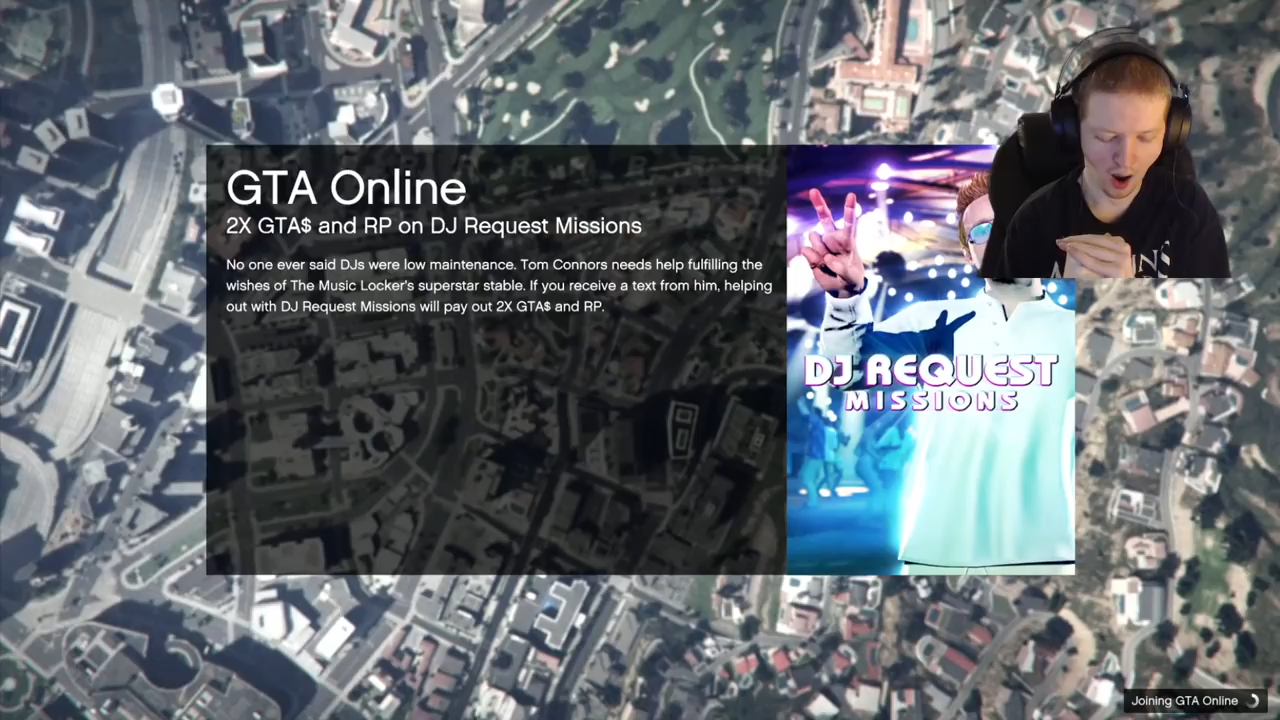 GTA Online
2X GTA$ and RP on DJ Request Missions
No one ever said DJs were low maintenance. Tom Connors needs help fulfilling the
wishes of The Music Locker's superstar stable. If you receive a text from him, helping
out with DJ Request Missions will pay out 2X GTA$ and RP.
DJ REQUEST
MISSIONS
Joining GTA Online